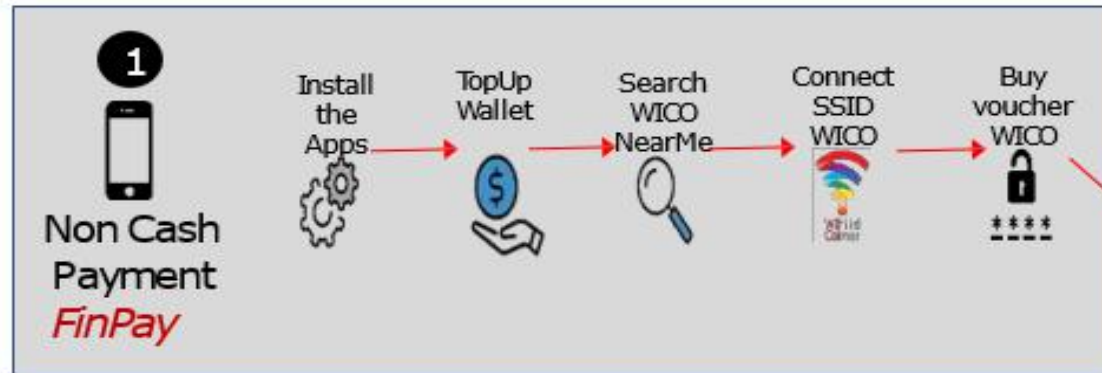 1
Non Cash
Payment
FinPay
Install
the
Apps
TopUp
Wallet
Search
WICO
NearMe
Connect
SSID
WICO
Buy
voucher
WICO
****